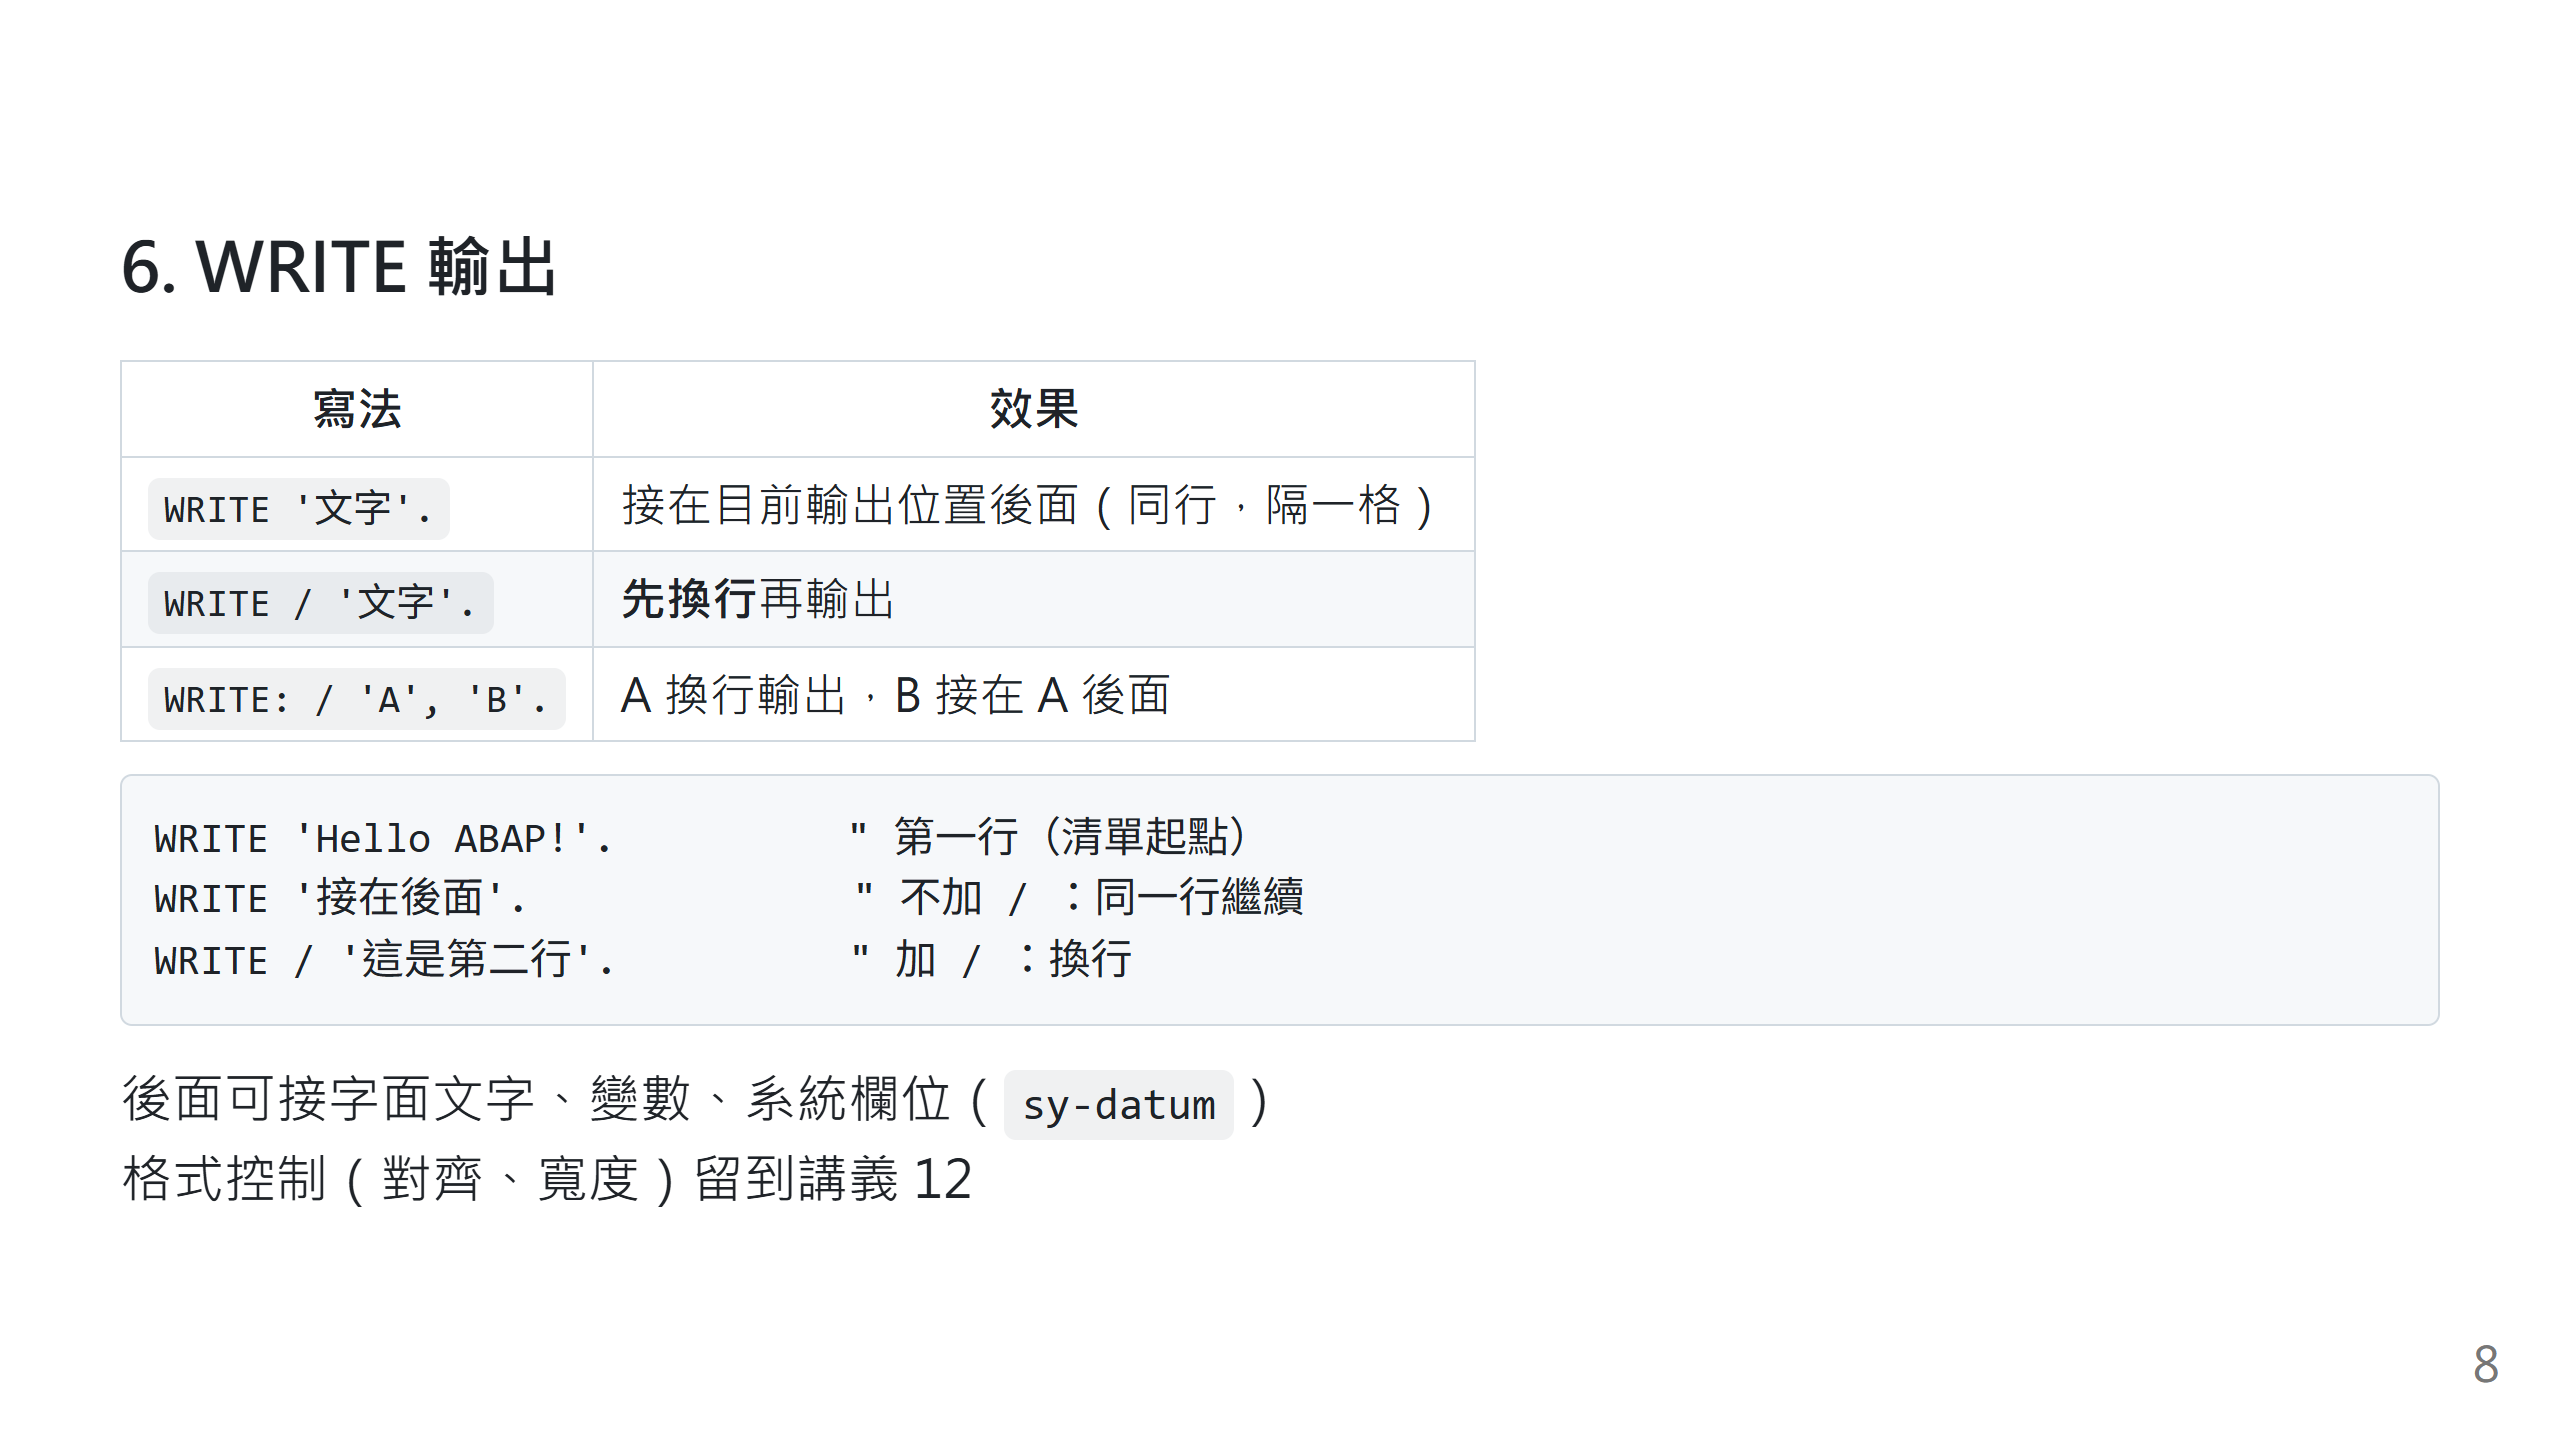 6. WRITE 輸出
寫法 效果
WRITE '文字'. 接在目前輸出位置後面（同行，隔一格）
WRITE / '文字'. 先換行再輸出
WRITE: / 'A', 'B'. A 換行輸出，B 接在 A 後面
WRITE 'Hello ABAP!'. " 第一行（清單起點）
WRITE '接在後面'. " 不加 / ：同一行繼續
WRITE / '這是第二行'. " 加 / ：換行
後面可接字面文字、變數、系統欄位（ sy-datum ）
格式控制（對齊、寬度）留到講義 12
8